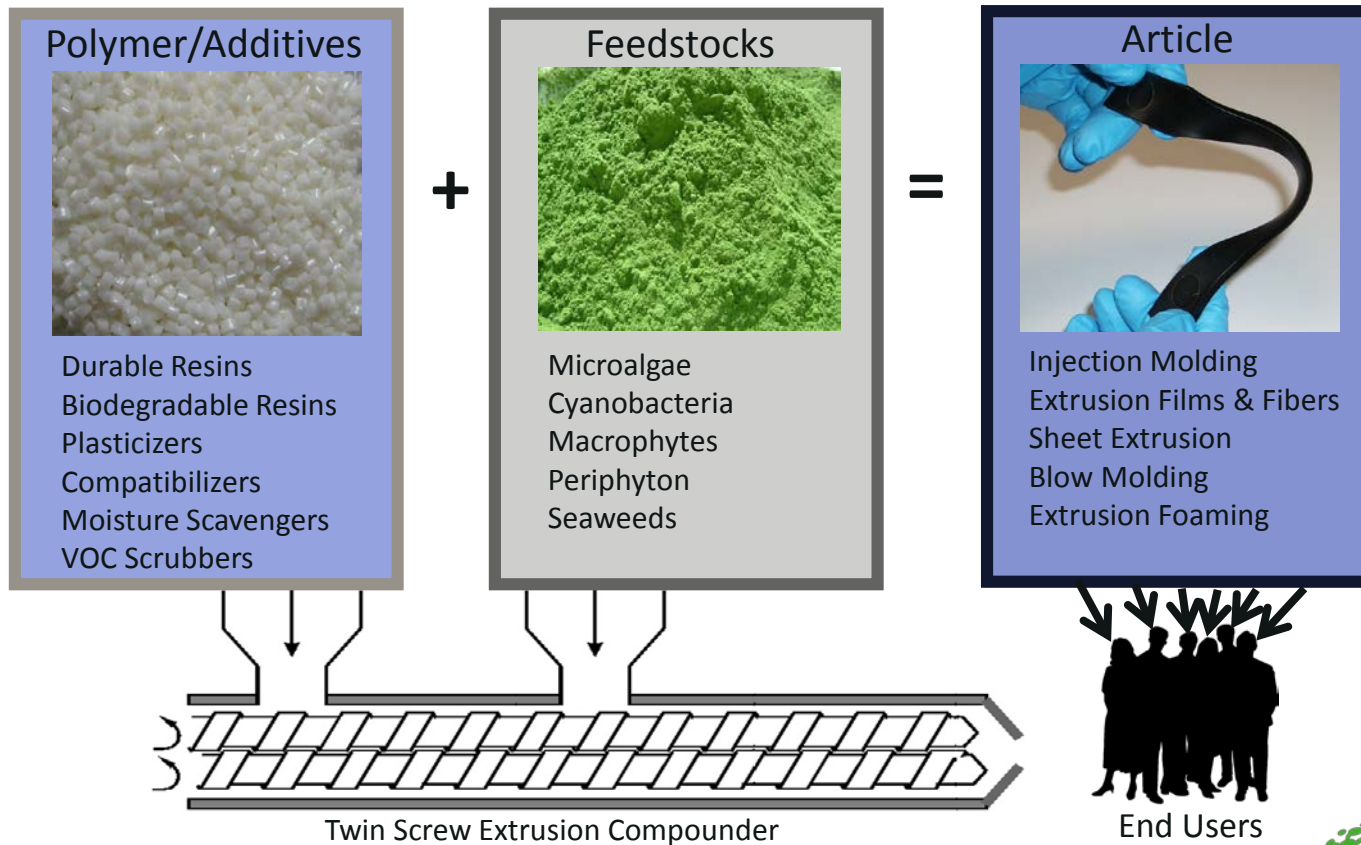 Polymer/Additives
Durable Resins
Biodegradable Resins
Plasticizers
Compatibilizers
Moisture Scavengers
VOC Scrubbers
+
Feedstocks
Microalgae
Cyanobacteria
Macrophytes
Periphyton
Seaweeds
=
Article
Injection Molding
Extrusion Films & Fibers
Sheet Extrusion
Blow Molding
Extrusion Foaming
Twin Screw Extrusion Compounder
End Users